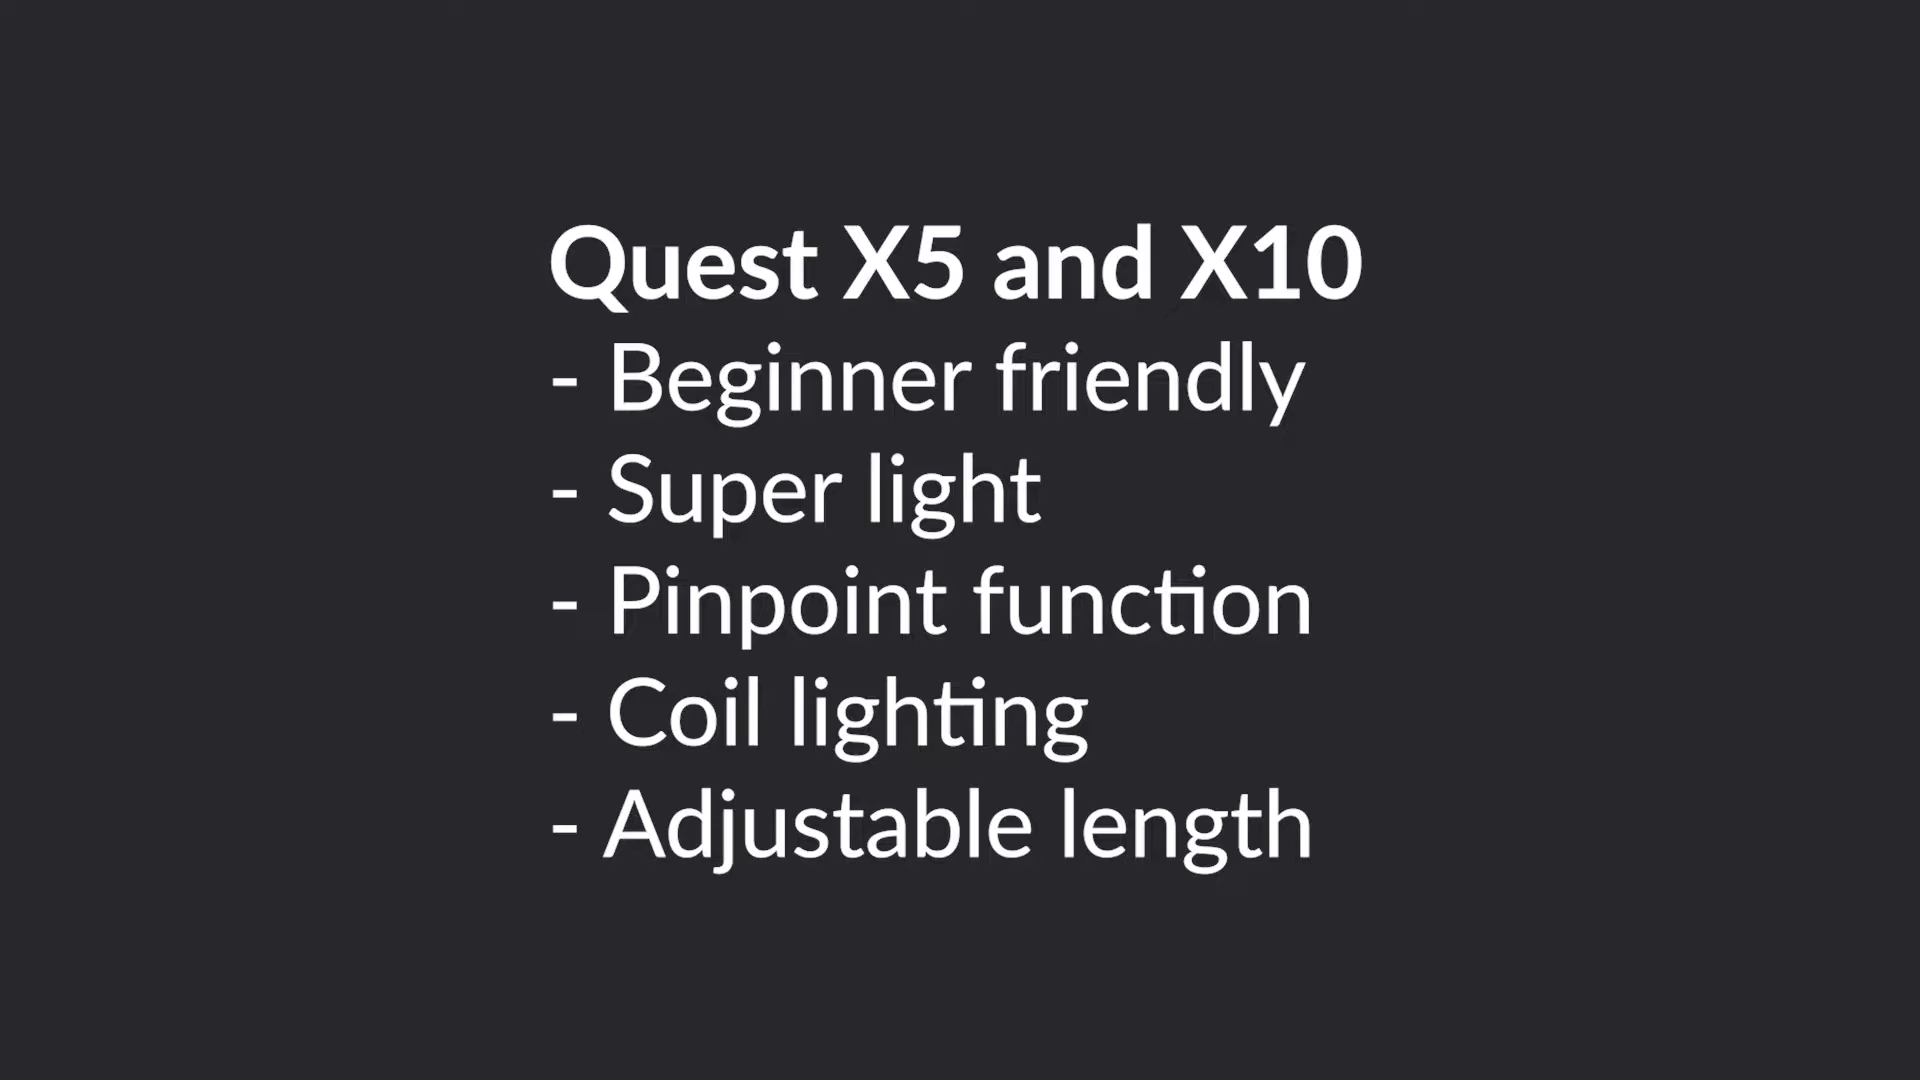 Quest X5 and X10
- Beginner friendly
- Super light
- Pinpoint function
- Coil lighting
- Adjustable length